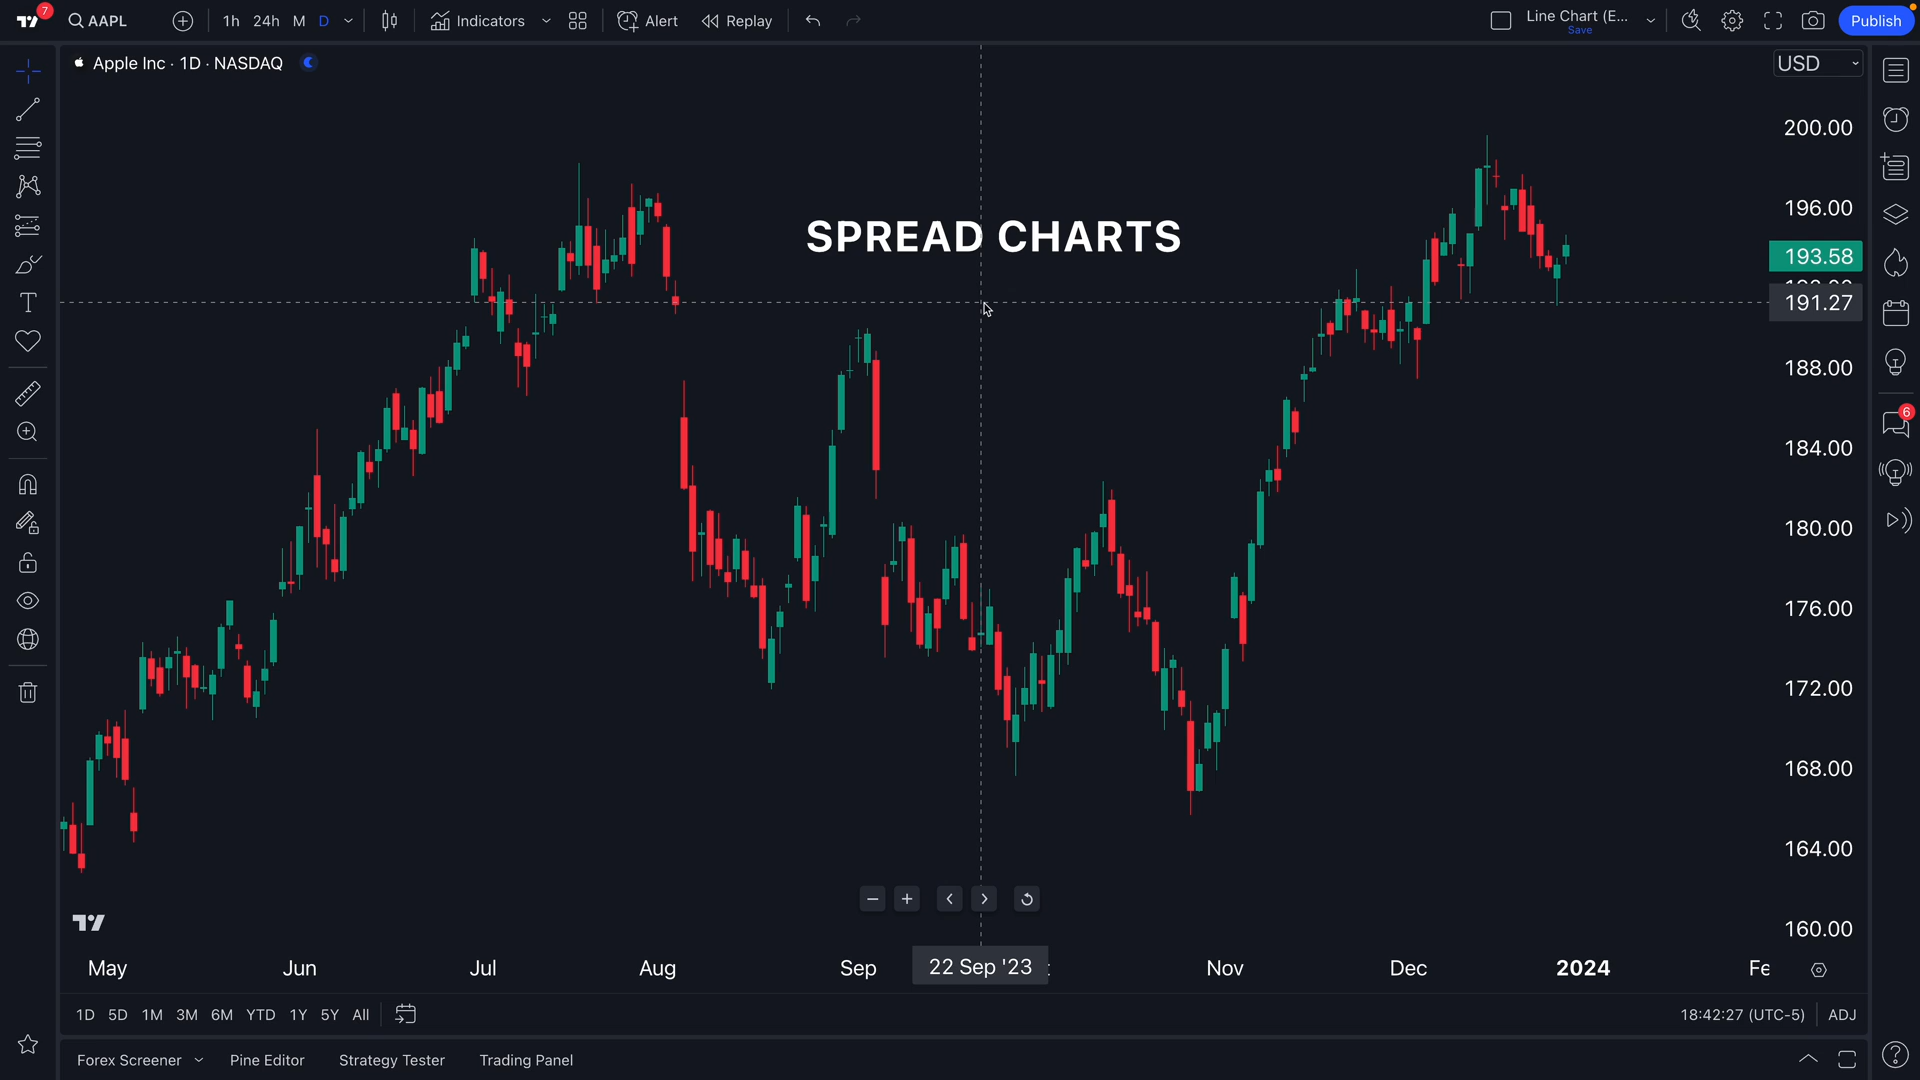 7
AAPL
1h 24h M D
Indicators
Alert
Replay
Line Chart (E...
Save
Publish
Apple Inc · 1D · NASDAQ
USD
SPREAD CHARTS
200.00
196.00
193.58
191.27
188.00
184.00
180.00
176.00
172.00
168.00
164.00
160.00
6
May Jun Jul Aug Sep 22 Sep '23 Nov Dec 2024 Fe
1D 5D 1M 3M 6M YTD 1Y 5Y All
18:42:27 (UTC-5) ADJ
Forex Screener Pine Editor Strategy Tester Trading Panel